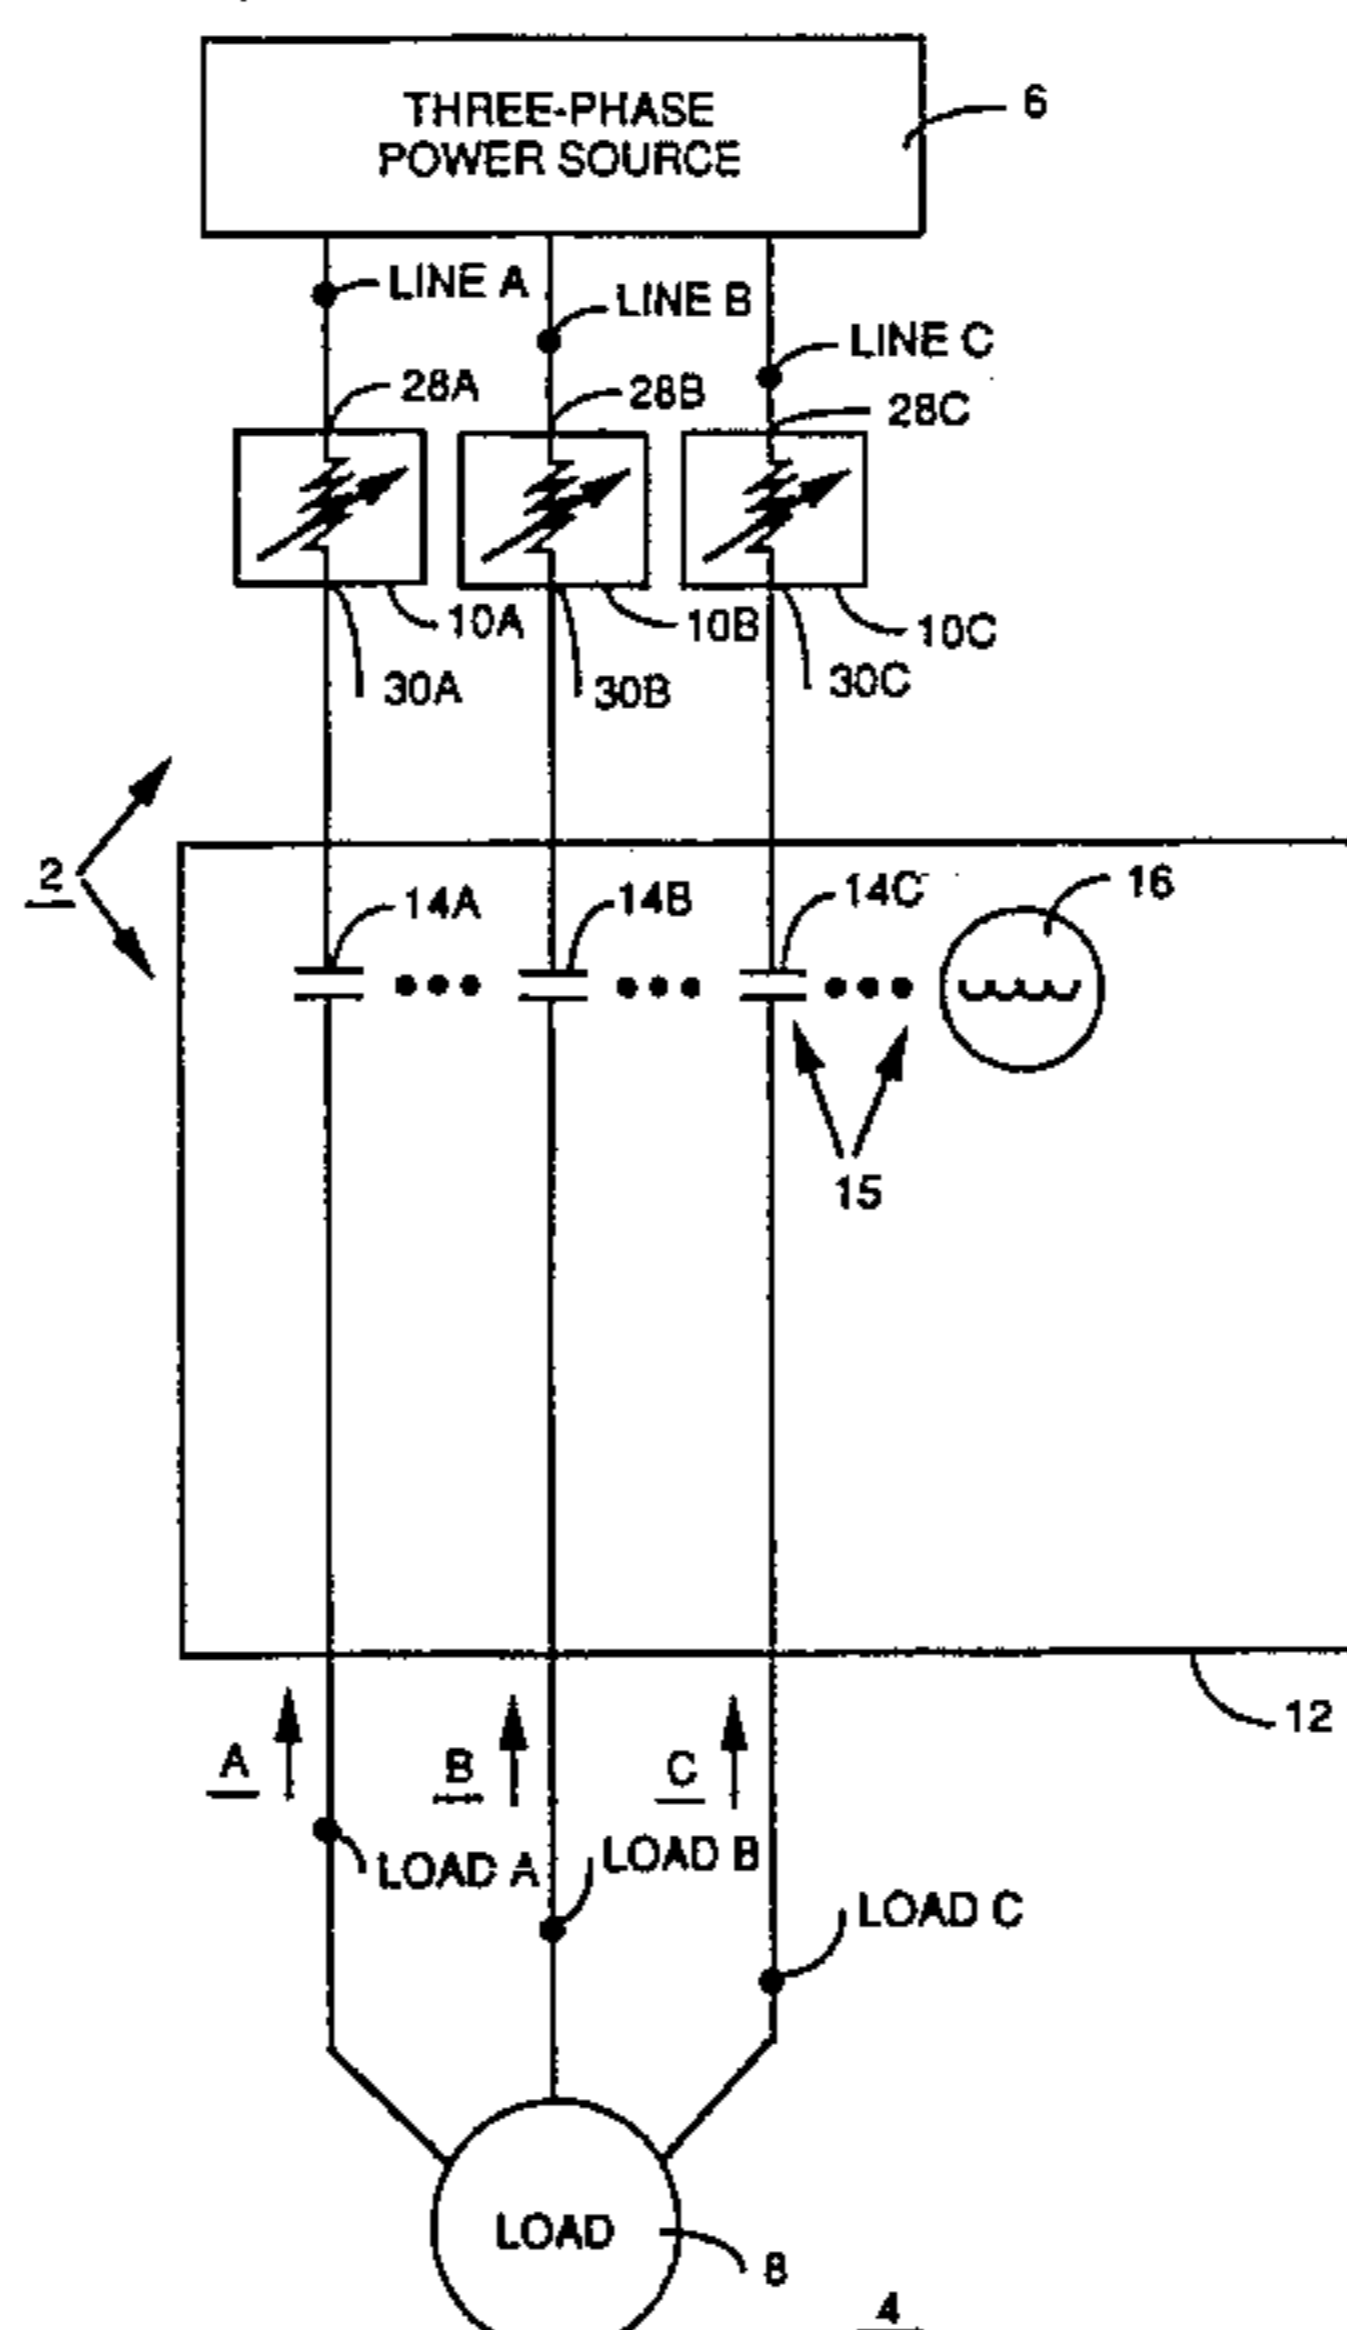 THREE-PHASE
POWER SOURCE
6
LINE A
LINE B
LINE C
28A
28B
28C
10A
10B
10C
30A
30B
30C
2
14A
14B
14C
16
15
12
A
B
C
LOAD A
LOAD B
LOAD C
LOAD
8
4